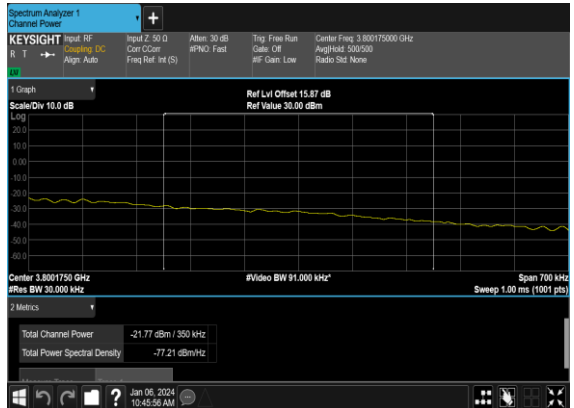 Spectrum Analyzer 1
Channel Power
+
KEYSIGHT Input: RF Input Z: 50 Ω Atten: 30 dB Trig: Free Run Center Freq: 3.800175000 GHz
R T Coupling: DC Corr CCorr #PNO: Fast Gate: Off Avg|Hold: 500/500
Align: Auto Freq Ref: Int (S) #IF Gain: Low Radio Std: None
1 Graph
Ref Lvl Offset 15.87 dB
Scale/Div 10.0 dB Ref Value 30.00 dBm
Log
20.0
10.0
0.00
-10.0
-20.0
-30.0
-40.0
-50.0
-60.0
Center 3.8001750 GHz #Video BW 91.000 kHz* Span 700 kHz
#Res BW 30.000 kHz Sweep 1.00 ms (1001 pts)
2 Metrics
Total Channel Power -21.77 dBm / 350 kHz
Total Power Spectral Density -77.21 dBm/Hz
?
Jan 06, 2024
10:45:56 AM